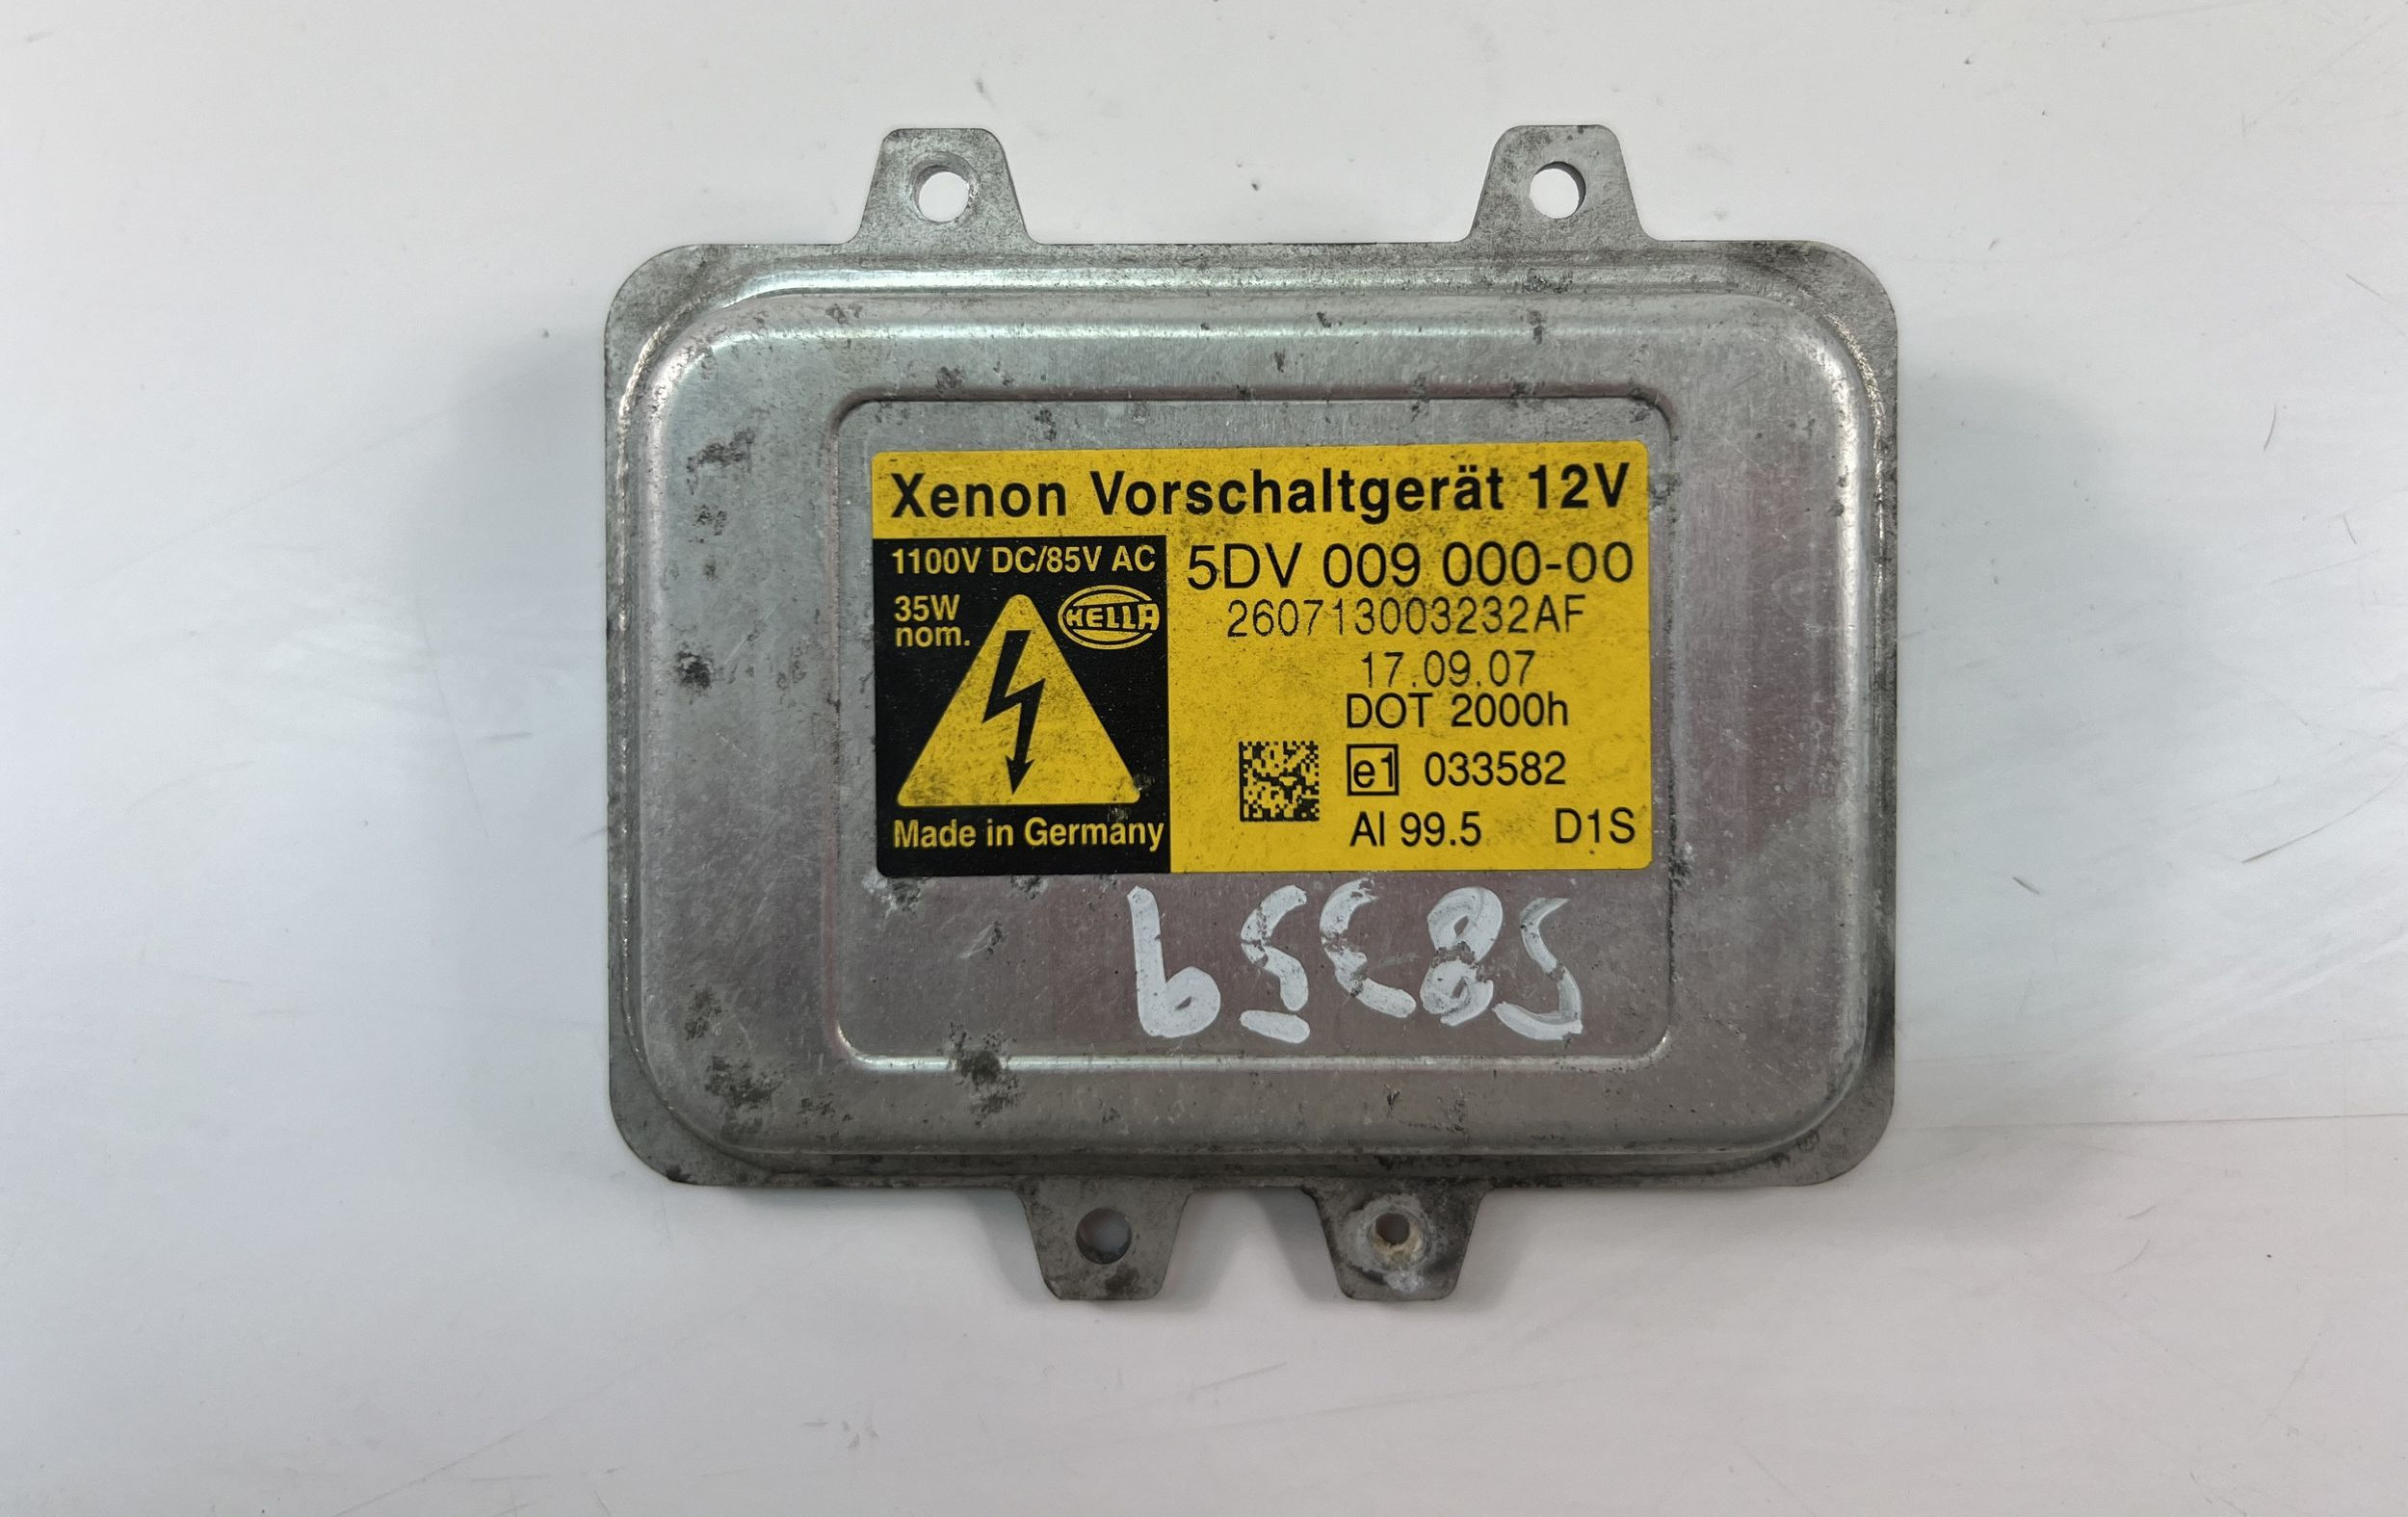 Xenon Vorschaltgerät 12V
1100V DC/85V AC
35W
nom.
HELLA
Made in Germany
5DV 009 000-00
260713003232AF
17.09.07
DOT 2000h
e1 033582
Al 99.5 D1S
58359